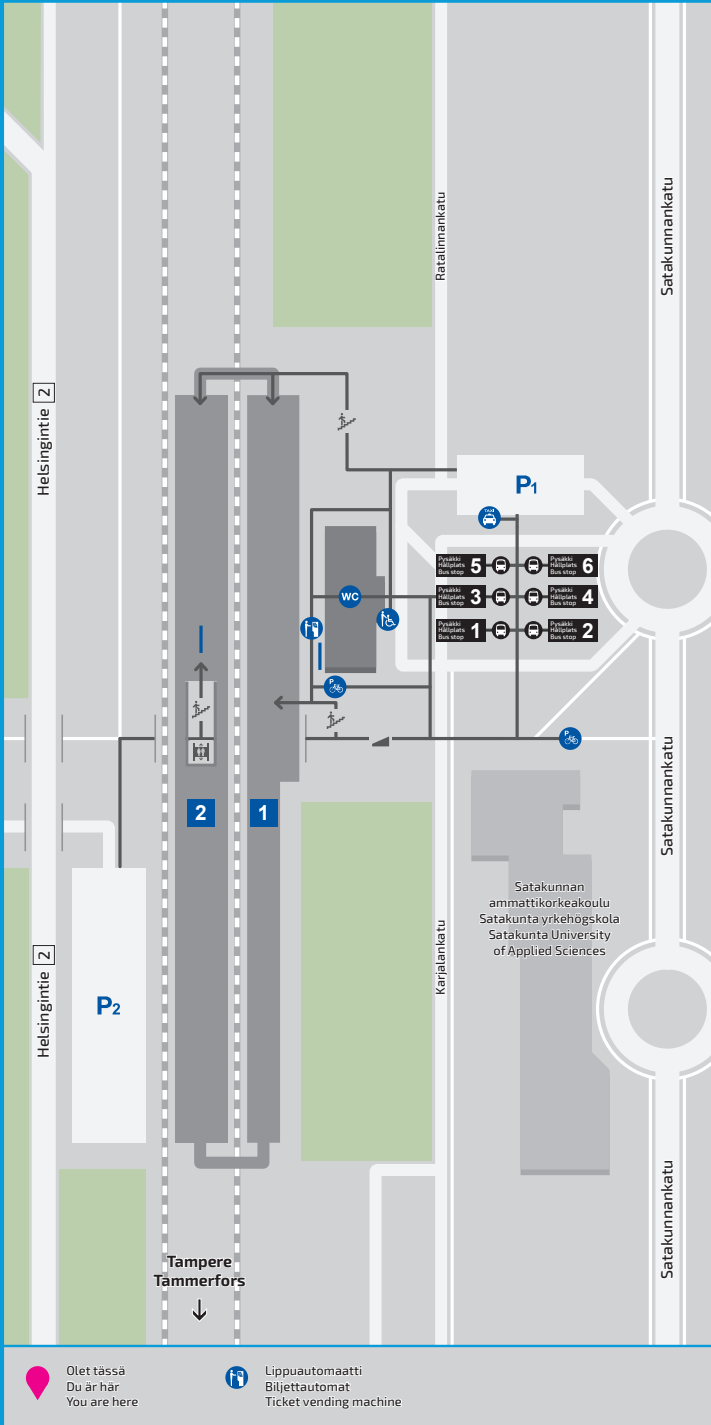 Ratalinnankatu
Satakunnankatu
Helsingintie 2
P1
TAXI
Pysäkki
Hållplats
Bus stop
5
Pysäkki
Hållplats
Bus stop
6
Pysäkki
Hållplats
Bus stop
3
Pysäkki
Hållplats
Bus stop
4
Pysäkki
Hållplats
Bus stop
1
Pysäkki
Hållplats
Bus stop
2
WC
P
P
Satakunnankatu
2
1
Satakunnan
ammattikorkeakoulu
Satakunta yrkehögskola
Satakunta University
of Applied Sciences
Karjalankatu
Helsingintie 2
P2
Satakunnankatu
Tampere
Tammerfors
Olet tässä
Du är här
You are here
Lippuautomaatti
Biljettautomat
Ticket vending machine